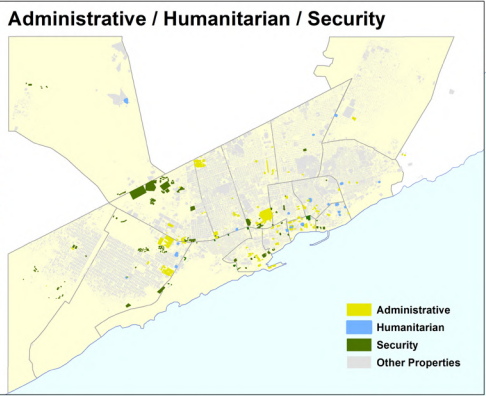 Administrative / Humanitarian / Security
Administrative
Humanitarian
Security
Other Properties